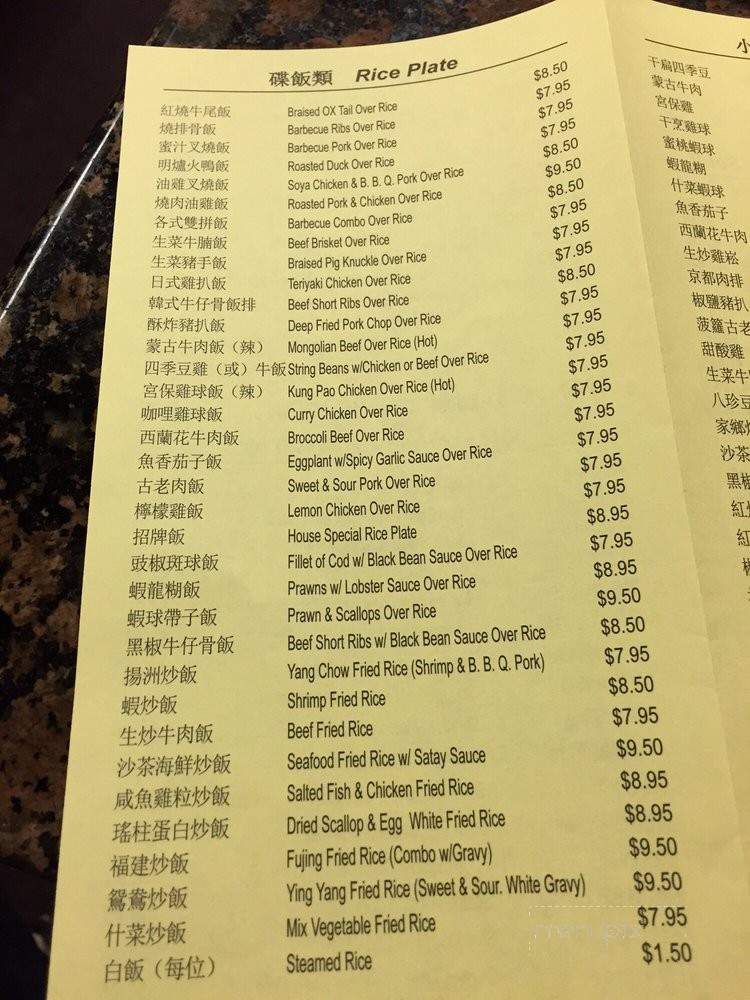 碟飯類 Rice Plate
紅燒牛尾飯 Braised OX Tail Over Rice $8.50
燒排骨飯 Barbecue Ribs Over Rice $7.95
蜜汁叉燒飯 Barbecue Pork Over Rice $7.95
明爐火鴨飯 Roasted Duck Over Rice $7.95
油雞叉燒飯 Soya Chicken & B. B. Q. Pork Over Rice $8.50
燒肉油雞飯 Roasted Pork & Chicken Over Rice $9.50
各式雙拼飯 Barbecue Combo Over Rice $8.50
生菜牛腩飯 Beef Brisket Over Rice $7.95
生菜豬手飯 Braised Pig Knuckle Over Rice $7.95
日式雞扒飯 Teriyaki Chicken Over Rice $7.95
韓式牛仔骨飯排 Beef Short Ribs Over Rice $8.50
酥炸豬扒飯 Deep Fried Pork Chop Over Rice $7.95
蒙古牛肉飯（辣） Mongolian Beef Over Rice (Hot) $7.95
四季豆雞（或）牛飯 String Beans w/Chicken or Beef Over Rice $7.95
宮保雞球飯（辣） Kung Pao Chicken Over Rice (Hot) $7.95
咖哩雞球飯 Curry Chicken Over Rice $7.95
西蘭花牛肉飯 Broccoli Beef Over Rice $7.95
魚香茄子飯 Eggplant w/Spicy Garlic Sauce Over Rice $7.95
古老肉飯 Sweet & Sour Pork Over Rice $7.95
檸檬雞飯 Lemon Chicken Over Rice $7.95
招牌飯 House Special Rice Plate $8.95
豉椒斑球飯 Fillet of Cod w/ Black Bean Sauce Over Rice $7.95
蝦龍糊飯 Prawns w/ Lobster Sauce Over Rice $8.95
蝦球帶子飯 Prawn & Scallops Over Rice $9.50
黑椒牛仔骨飯 Beef Short Ribs w/ Black Bean Sauce Over Rice $8.50
揚洲炒飯 Yang Chow Fried Rice (Shrimp & B. B. Q. Pork) $7.95
蝦炒飯 Shrimp Fried Rice $8.50
生炒牛肉飯 Beef Fried Rice $7.95
沙茶海鮮炒飯 Seafood Fried Rice w/ Satay Sauce $9.50
咸魚雞粒炒飯 Salted Fish & Chicken Fried Rice $8.95
瑤柱蛋白炒飯 Dried Scallop & Egg White Fried Rice $8.95
福建炒飯 Fujing Fried Rice (Combo w/Gravy) $9.50
鴛鴦炒飯 Ying Yang Fried Rice (Sweet & Sour. White Gravy) $9.50
什菜炒飯 Mix Vegetable Fried Rice $7.95
白飯（每位） Steamed Rice $1.50
小
干扁四季豆
蒙古牛肉
宮保雞
干烹雞球
蜜桃蝦球
蝦龍糊
什菜蝦球
魚香茄子
西蘭花牛肉
生炒雞崧
京都肉排
椒鹽豬扒
菠籮古老
甜酸雞
生菜牛
八珍豆
家鄉
沙茶
黑椒
紅
紅